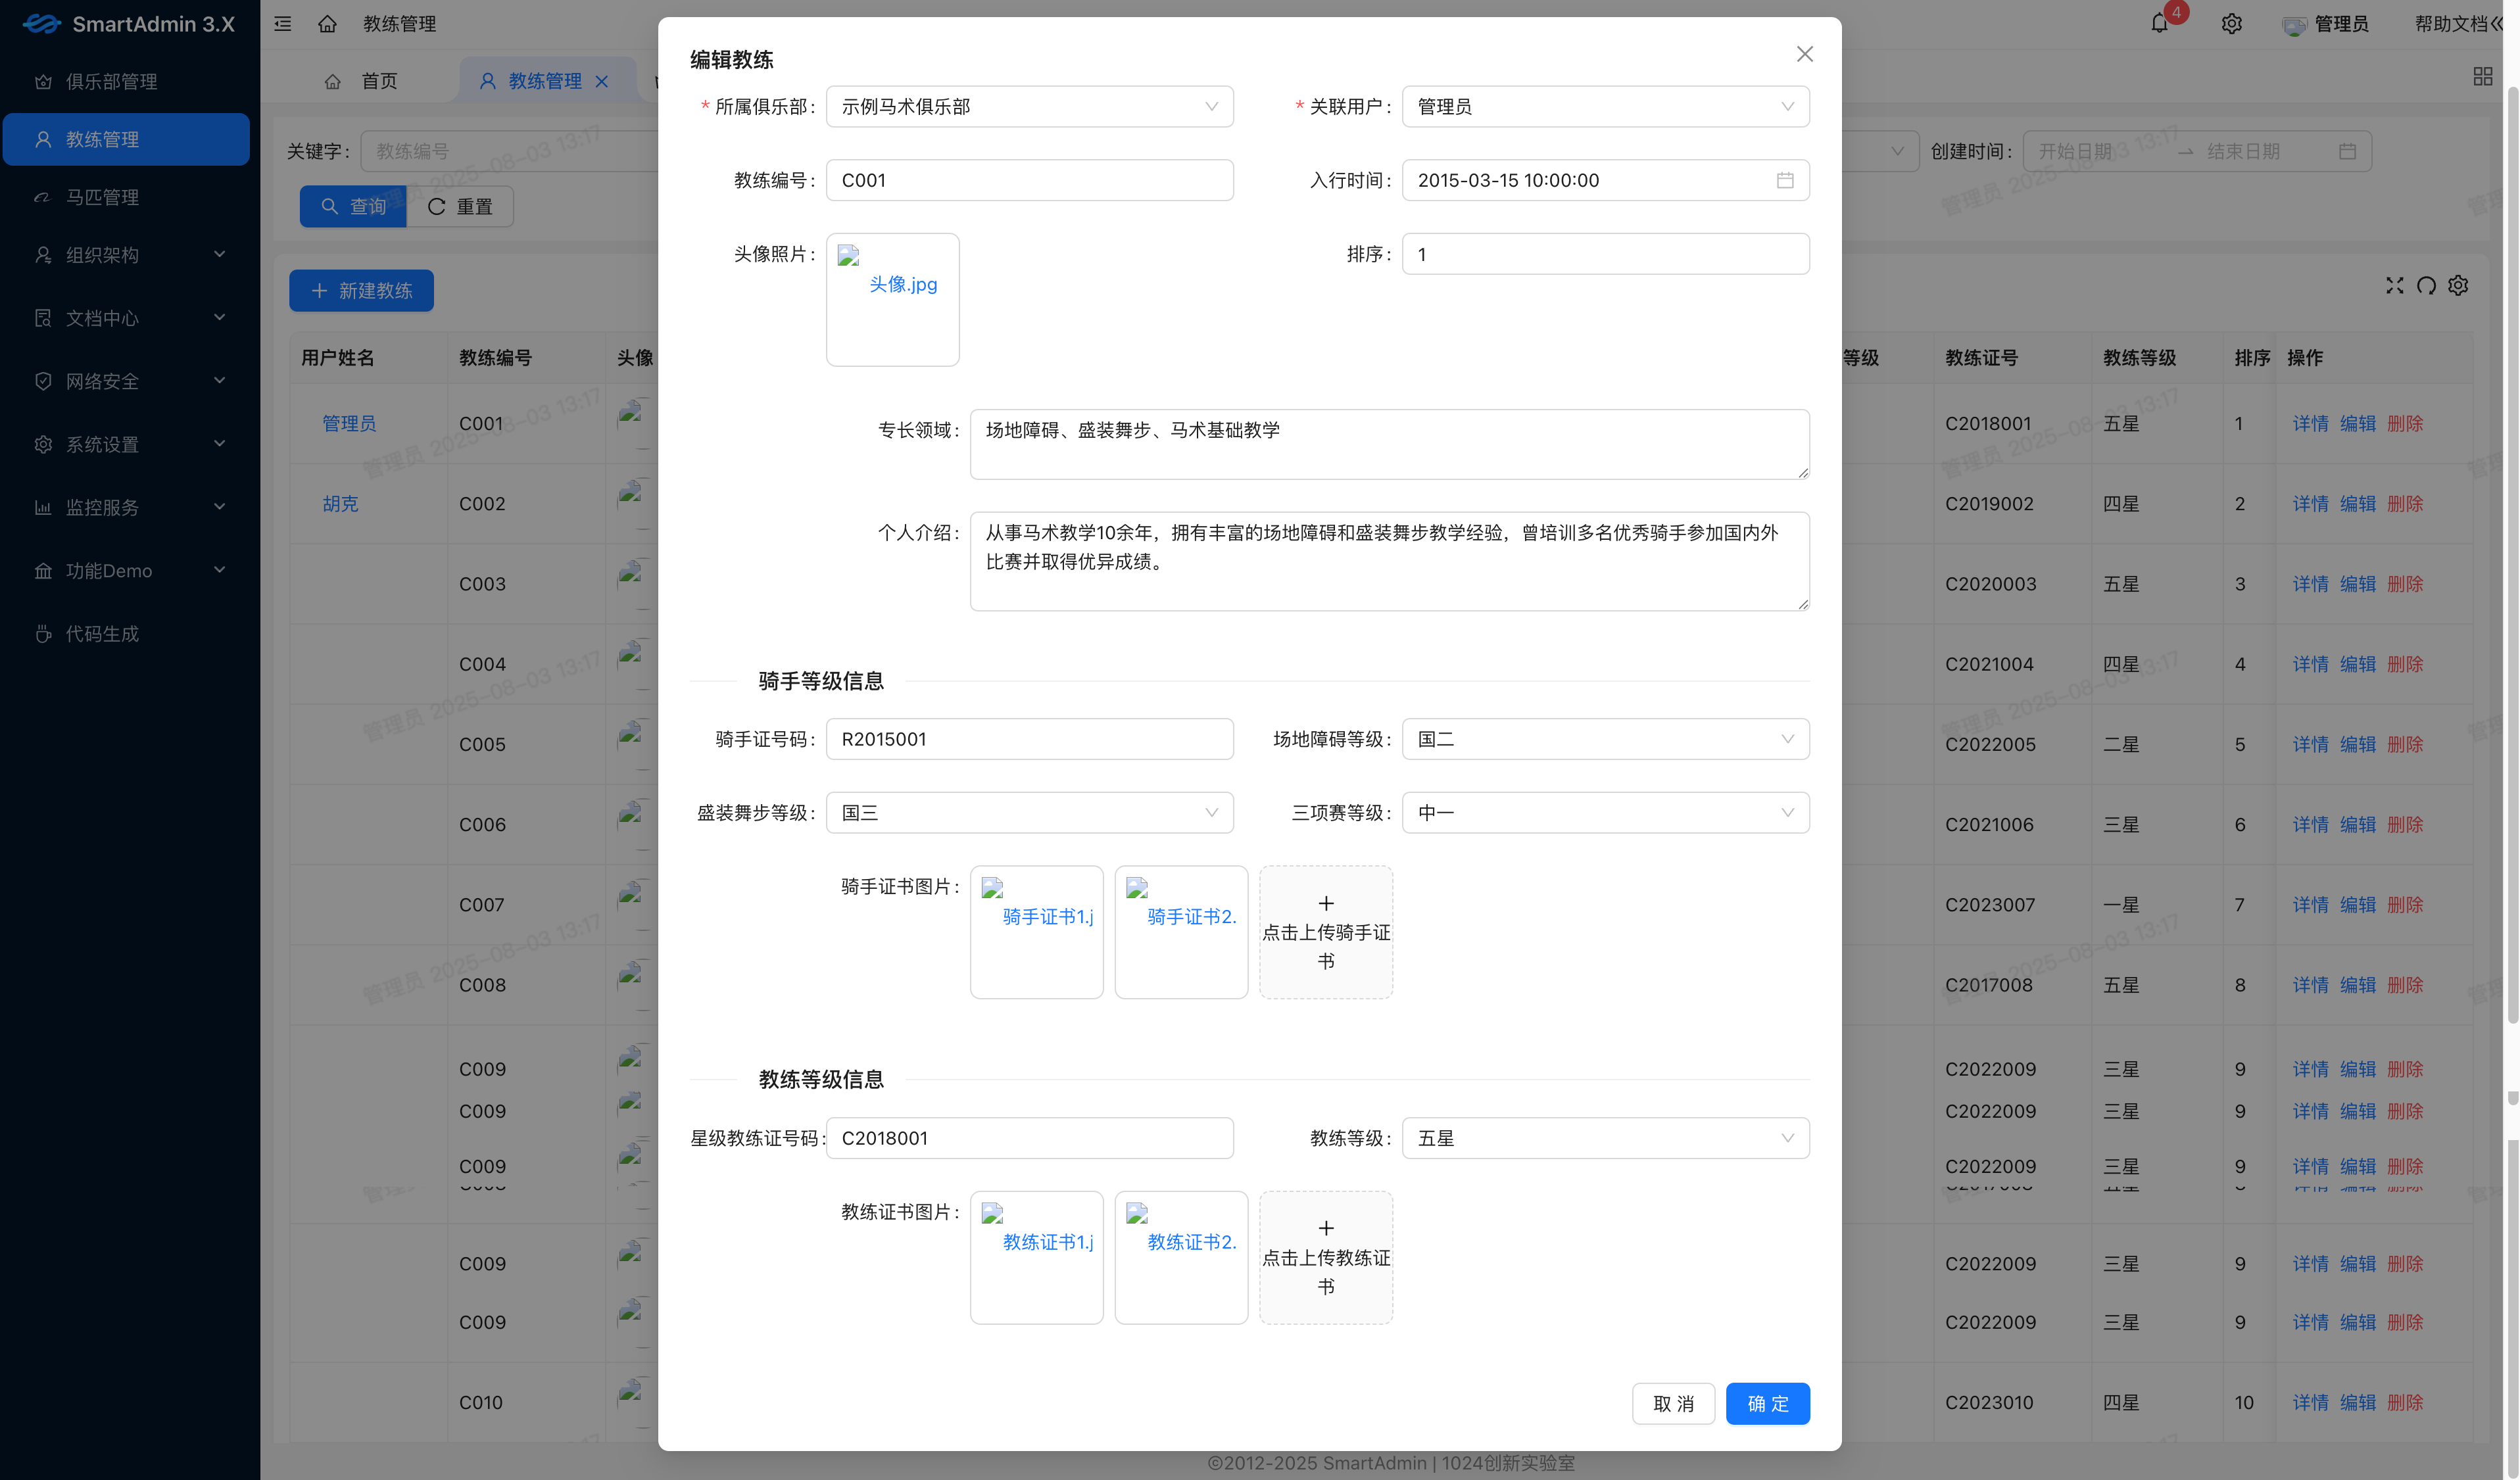 SmartAdmin 3.X
教练管理
4
管理员
帮助文档
俱乐部管理
教练管理
马匹管理
组织架构
文档中心
网络安全
系统设置
监控服务
功能Demo
代码生成
首页
教练管理
关键字：
教练编号
创建时间：
开始日期
结束日期
查询
重置
新建教练
用户姓名 教练编号 头像 等级 教练证号 教练等级 排序 操作
管理员 C001 C2018001 五星 1 详情 编辑 删除
胡克 C002 C2019002 四星 2 详情 编辑 删除
C003 C2020003 五星 3 详情 编辑 删除
C004 C2021004 四星 4 详情 编辑 删除
C005 C2022005 二星 5 详情 编辑 删除
C006 C2021006 三星 6 详情 编辑 删除
C007 C2023007 一星 7 详情 编辑 删除
C008 C2017008 五星 8 详情 编辑 删除
C009 C2022009 三星 9 详情 编辑 删除
C009 C2022009 三星 9 详情 编辑 删除
C009 C2022009 三星 9 详情 编辑 删除
C009 C2022009 三星 9 详情 编辑 删除
C009 C2022009 三星 9 详情 编辑 删除
C010 C2023010 四星 10 详情 编辑 删除
管理员 2025-08-03 13:17
编辑教练
* 所属俱乐部： 示例马术俱乐部
* 关联用户： 管理员
教练编号： C001
入行时间： 2015-03-15 10:00:00
头像照片： 头像.jpg
排序： 1
专长领域： 场地障碍、盛装舞步、马术基础教学
个人介绍： 从事马术教学10余年，拥有丰富的场地障碍和盛装舞步教学经验，曾培训多名优秀骑手参加国内外
比赛并取得优异成绩。
骑手等级信息
骑手证号码： R2015001
场地障碍等级： 国二
盛装舞步等级： 国三
三项赛等级： 中一
骑手证书图片： 骑手证书1.j 骑手证书2.
点击上传骑手证
书
教练等级信息
星级教练证号码： C2018001
教练等级： 五星
教练证书图片： 教练证书1.j 教练证书2.
点击上传教练证
书
取 消
确 定
©2012-2025 SmartAdmin | 1024创新实验室